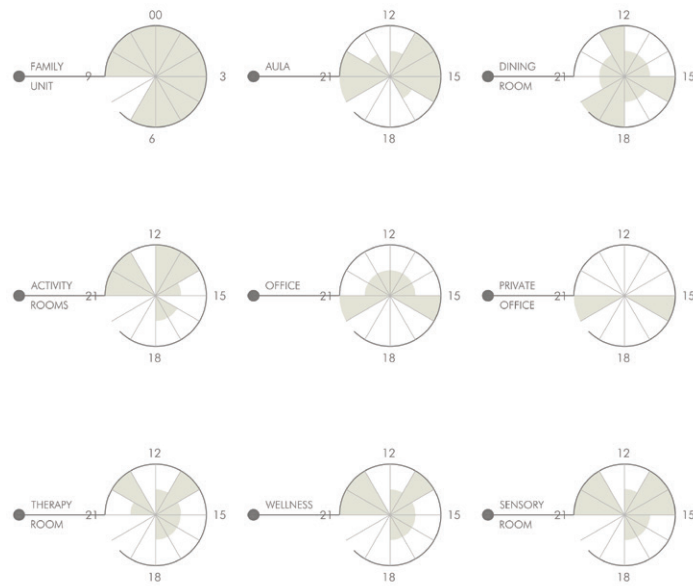 00
FAMILY
9
3
UNIT
6
12
AULA
21
15
18
12
DINING
21
15
ROOM
18
12
ACTIVITY
21
15
ROOMS
18
12
OFFICE
21
15
18
12
PRIVATE
21
15
OFFICE
18
12
THERAPY
21
15
ROOM
18
12
WELLNESS
21
15
18
12
SENSORY
21
15
ROOM
18